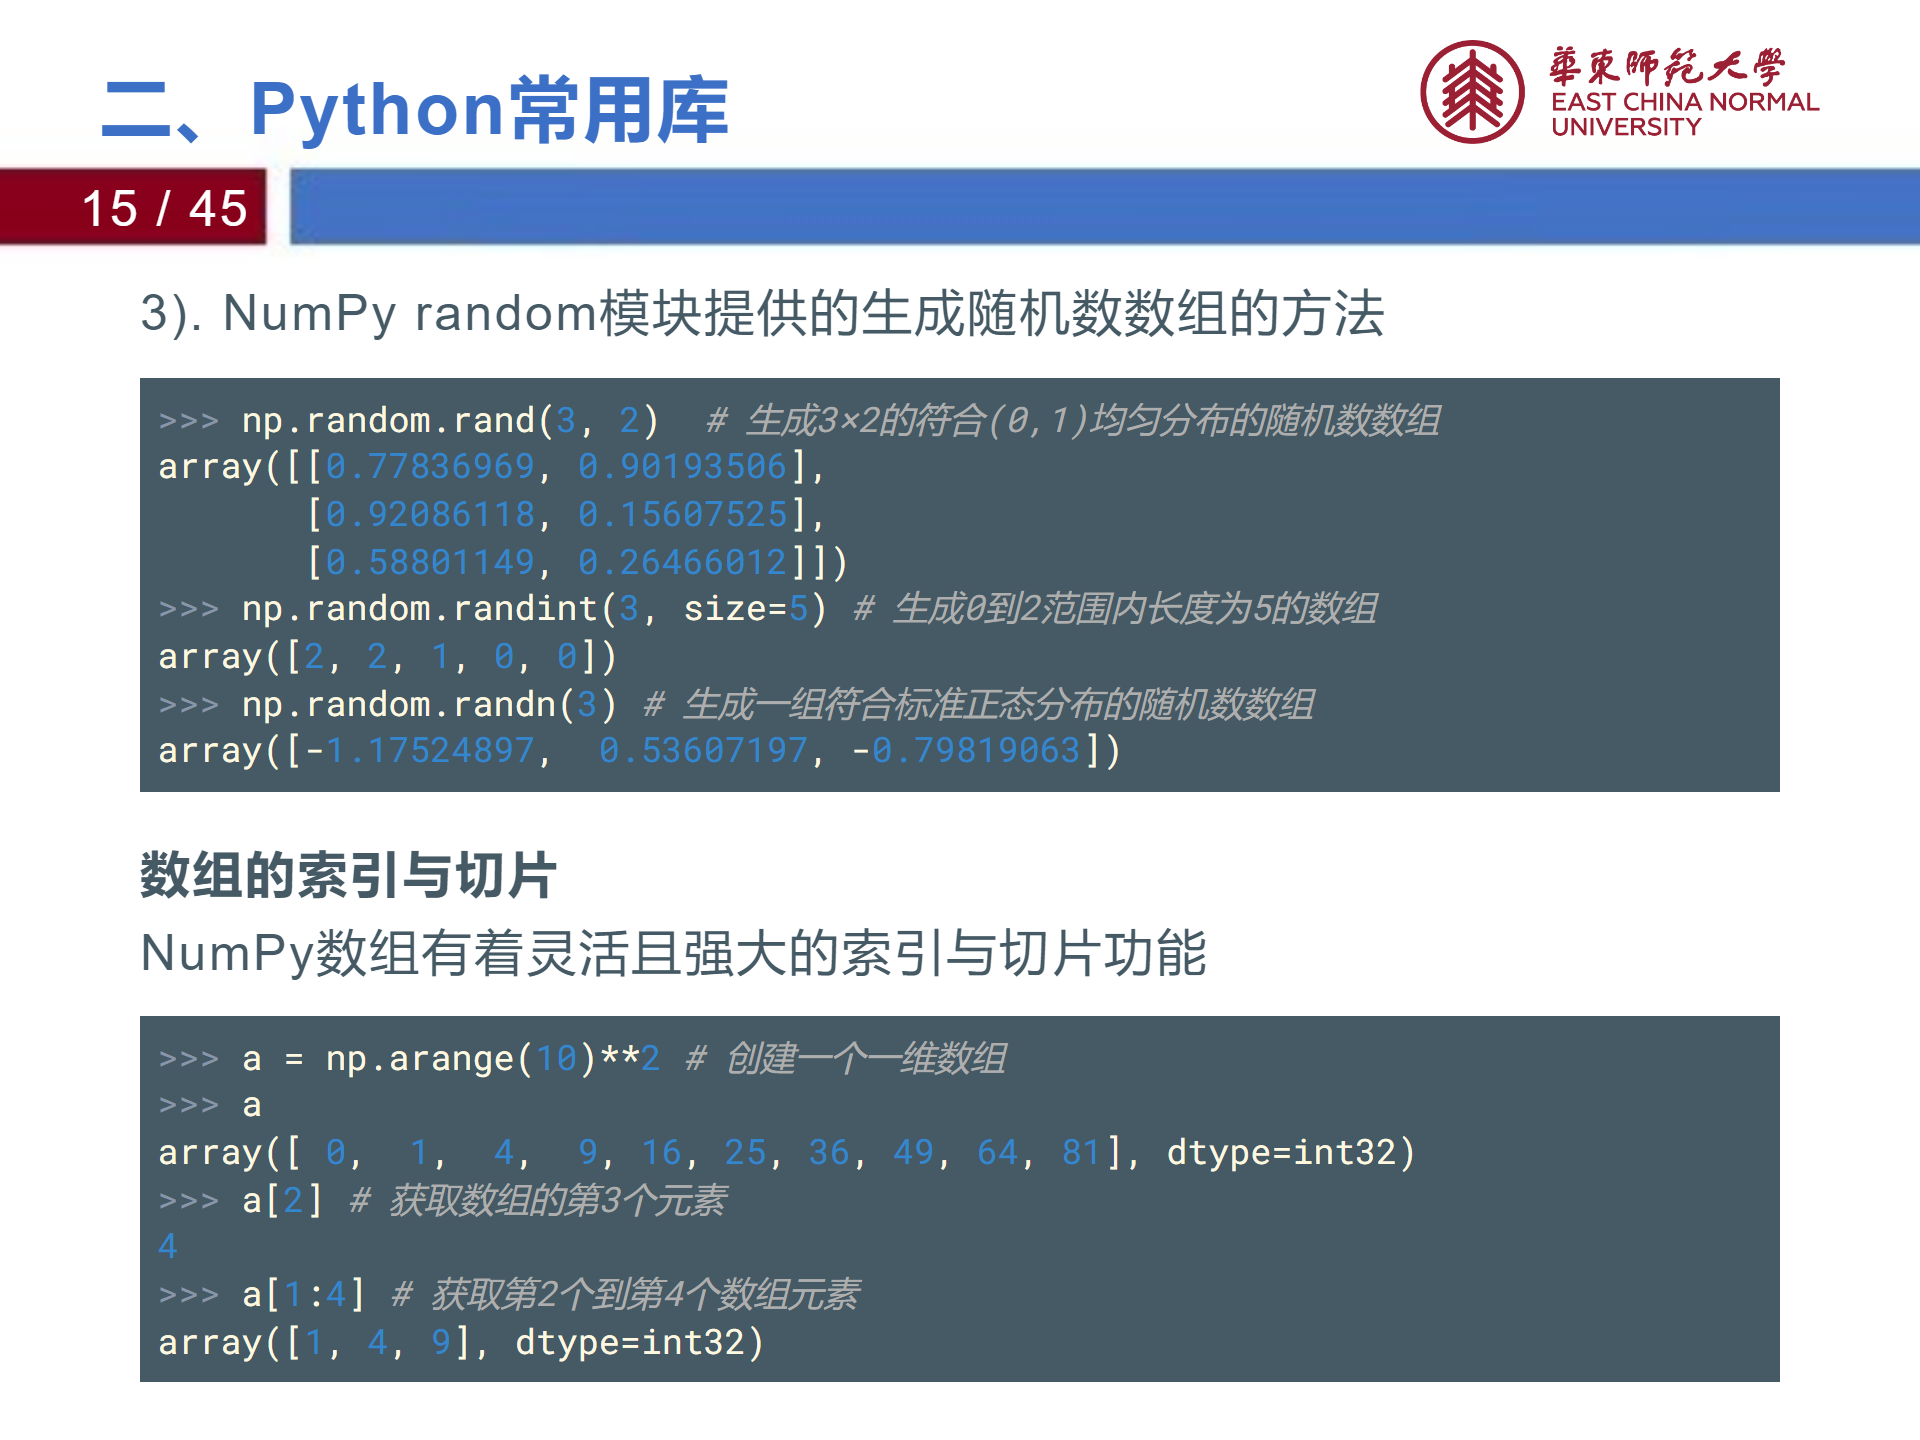 二、Python常用库
華東師範大學
EAST CHINA NORMAL
UNIVERSITY
15 / 45
3). NumPy random模块提供的生成随机数数组的方法
>>> np.random.rand(3, 2)  # 生成3×2的符合(0,1)均匀分布的随机数数组
array([[0.77836969, 0.90193506],
       [0.92086118, 0.15607525],
       [0.58801149, 0.26466012]])
>>> np.random.randint(3, size=5) # 生成0到2范围内长度为5的数组
array([2, 2, 1, 0, 0])
>>> np.random.randn(3) # 生成一组符合标准正态分布的随机数数组
array([-1.17524897,  0.53607197, -0.79819063])
数组的索引与切片
NumPy数组有着灵活且强大的索引与切片功能
>>> a = np.arange(10)**2 # 创建一个一维数组
>>> a
array([ 0,  1,  4,  9, 16, 25, 36, 49, 64, 81], dtype=int32)
>>> a[2] # 获取数组的第3个元素
4
>>> a[1:4] # 获取第2个到第4个数组元素
array([1, 4, 9], dtype=int32)